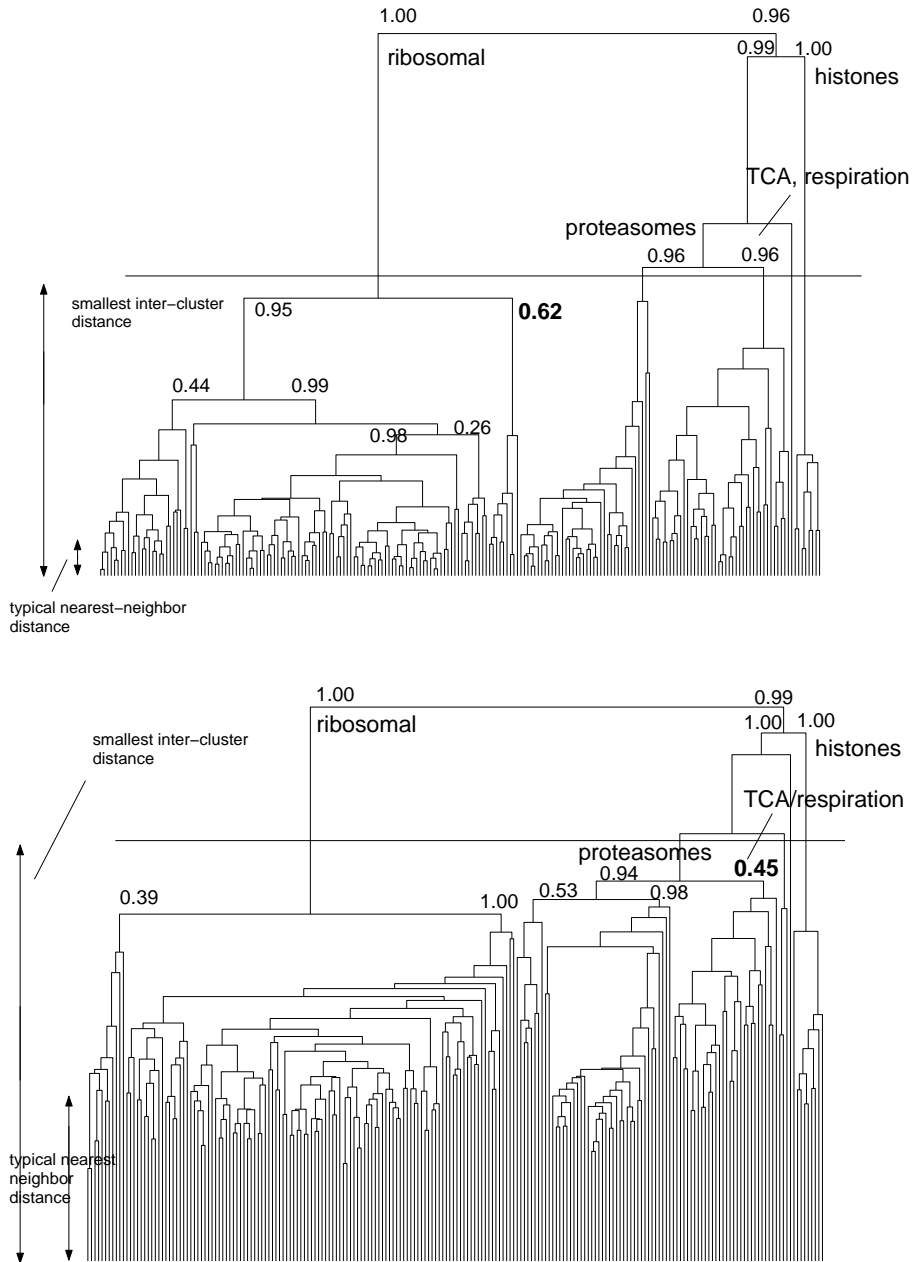 1.00
0.96
ribosomal
0.99
1.00
histones
TCA, respiration
proteasomes
0.96
0.96
smallest inter−cluster
distance
0.95
0.62
0.44
0.99
0.98
0.26
typical nearest−neighbor
distance
1.00
0.99
ribosomal
1.00
1.00
histones
smallest inter−cluster
distance
TCA/respiration
proteasomes
0.45
0.94
0.53
0.98
0.39
1.00
typical nearest
neighbor
distance